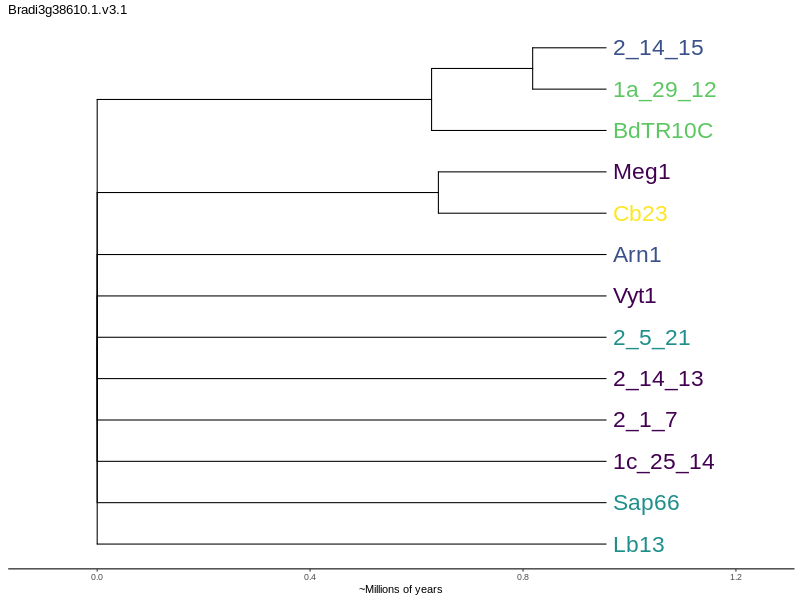 Bradi3g38610.1.v3.1
2_14_15
1a_29_12
BdTR10C
Meg1
Cb23
Arn1
Vyt1
2_5_21
2_14_13
2_1_7
1c_25_14
Sap66
Lb13
0.0 0.4 0.8 1.2
~Millions of years